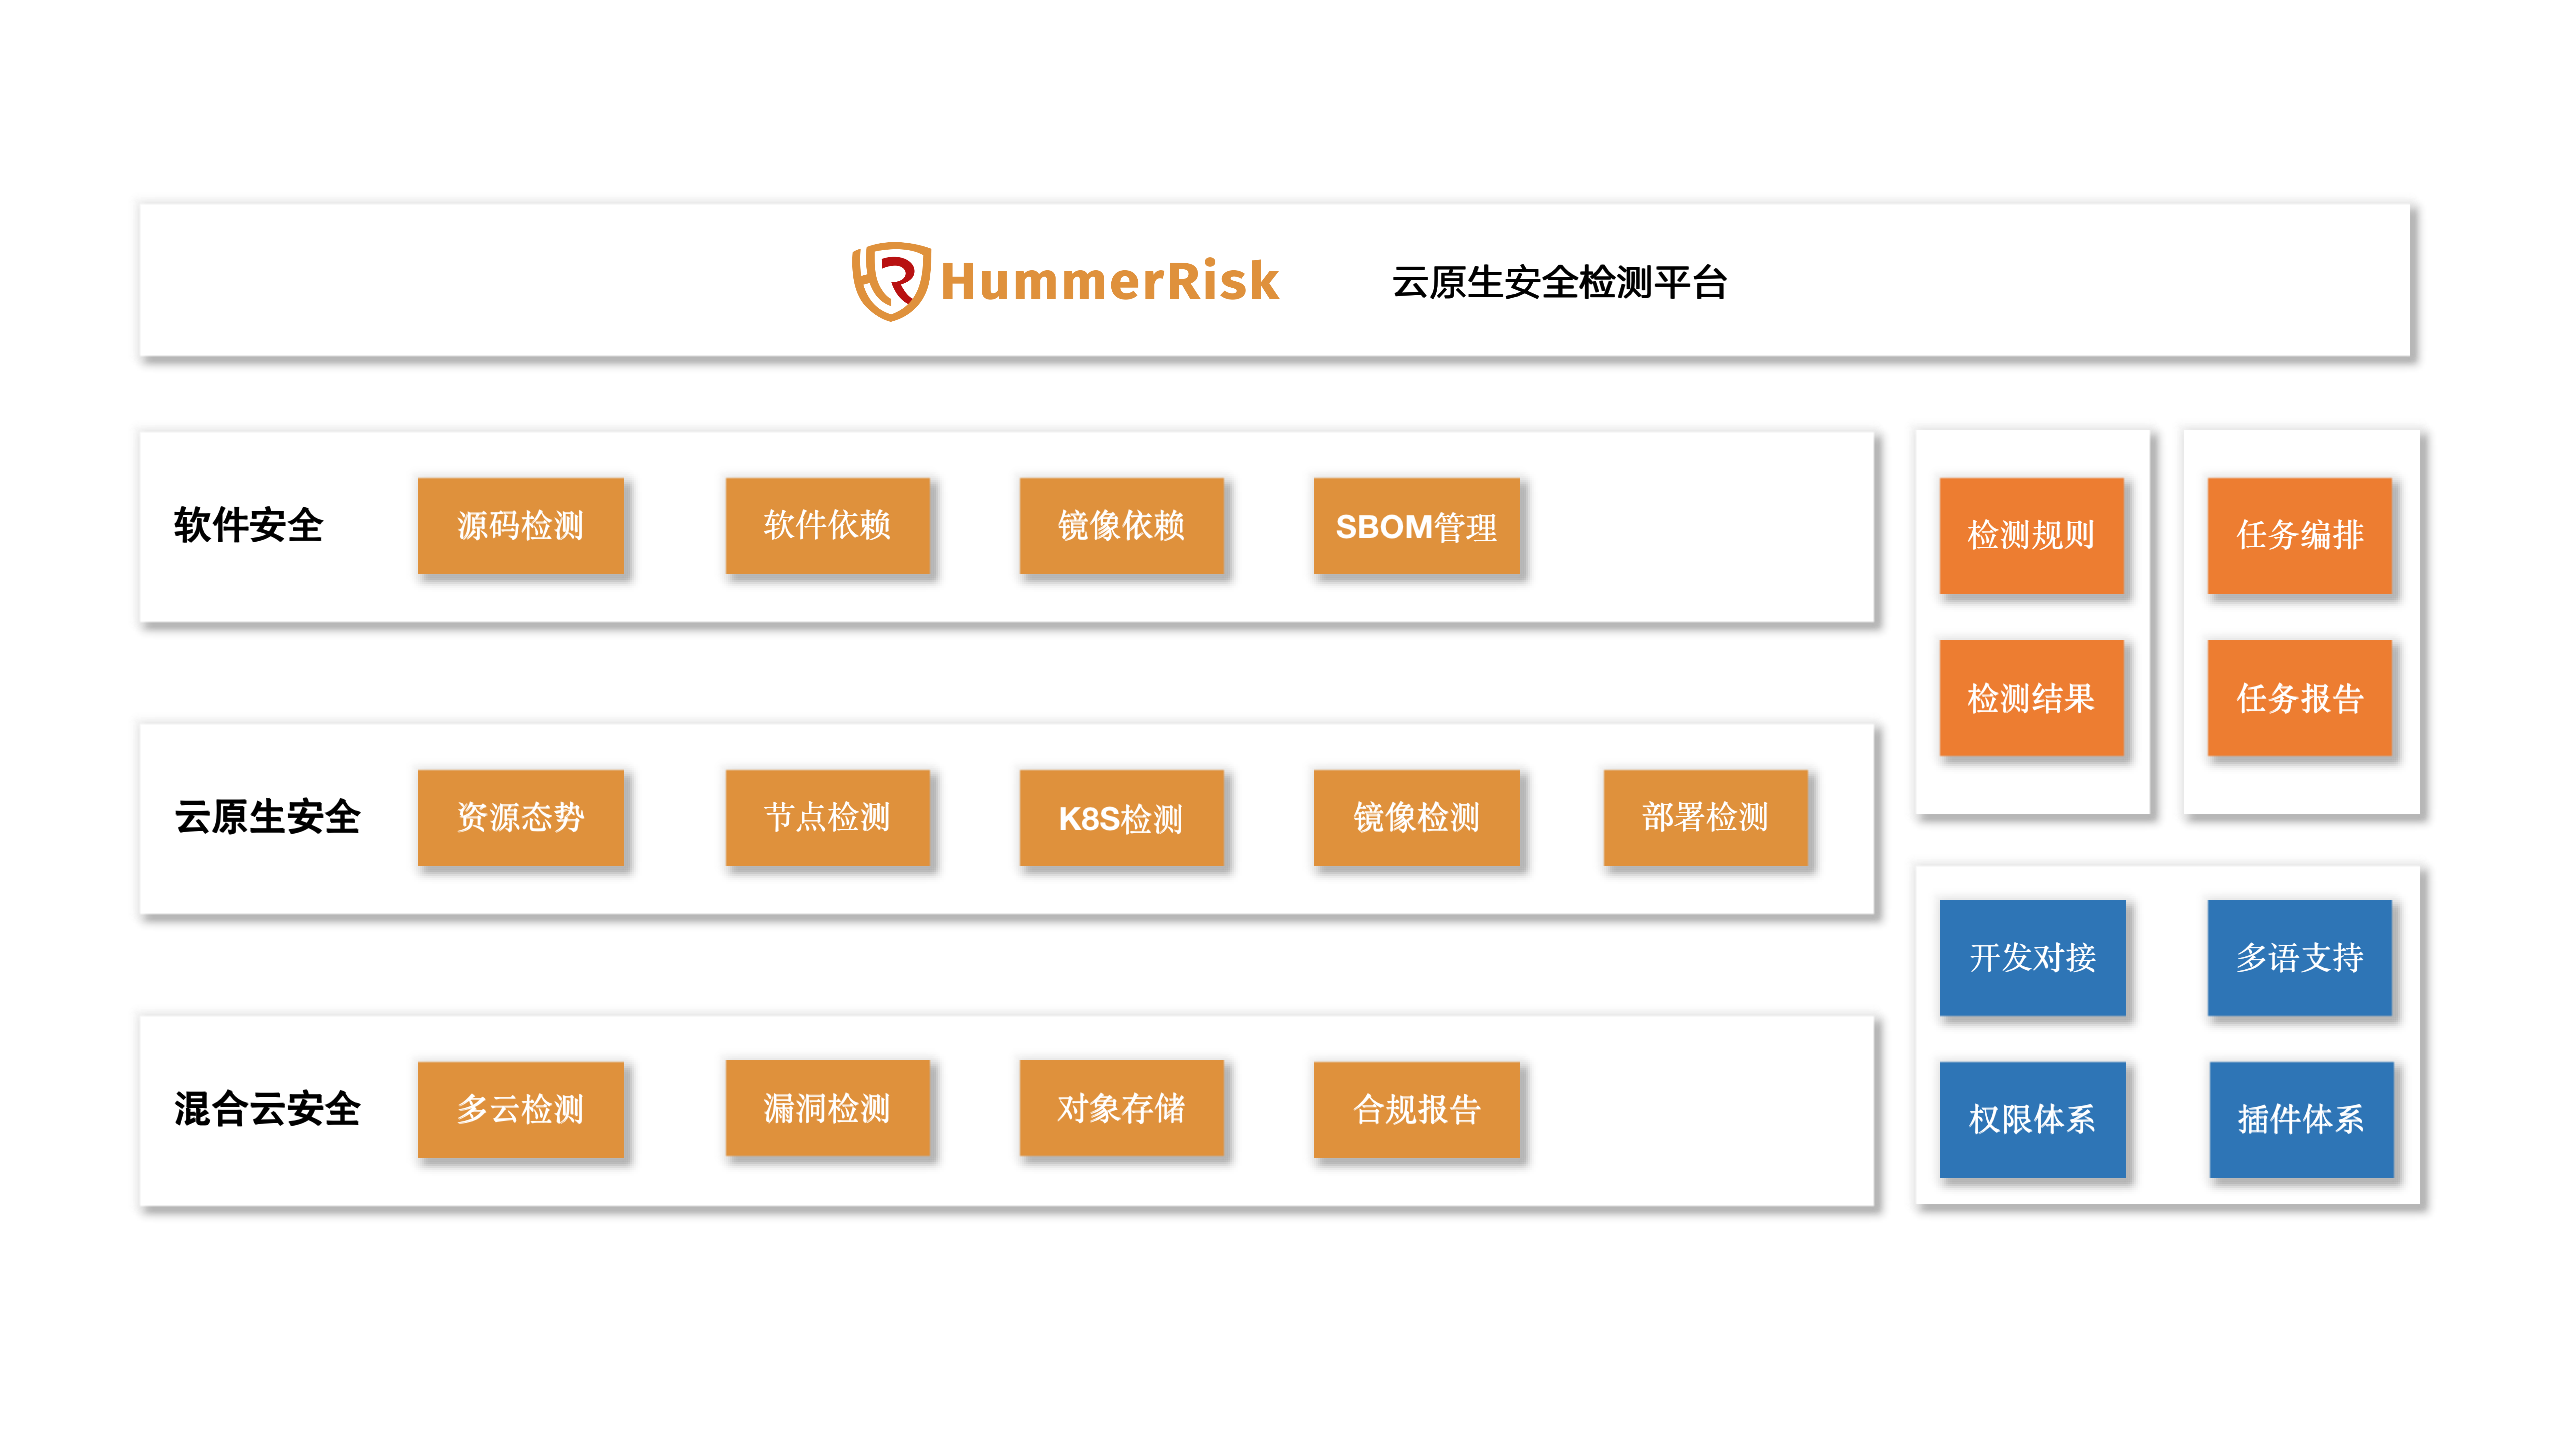 HummerRisk 云原生安全检测平台
软件安全
源码检测
软件依赖
镜像依赖
SBOM管理
云原生安全
资源态势
节点检测
K8S检测
镜像检测
部署检测
混合云安全
多云检测
漏洞检测
对象存储
合规报告
检测规则
检测结果
任务编排
任务报告
开发对接
多语支持
权限体系
插件体系